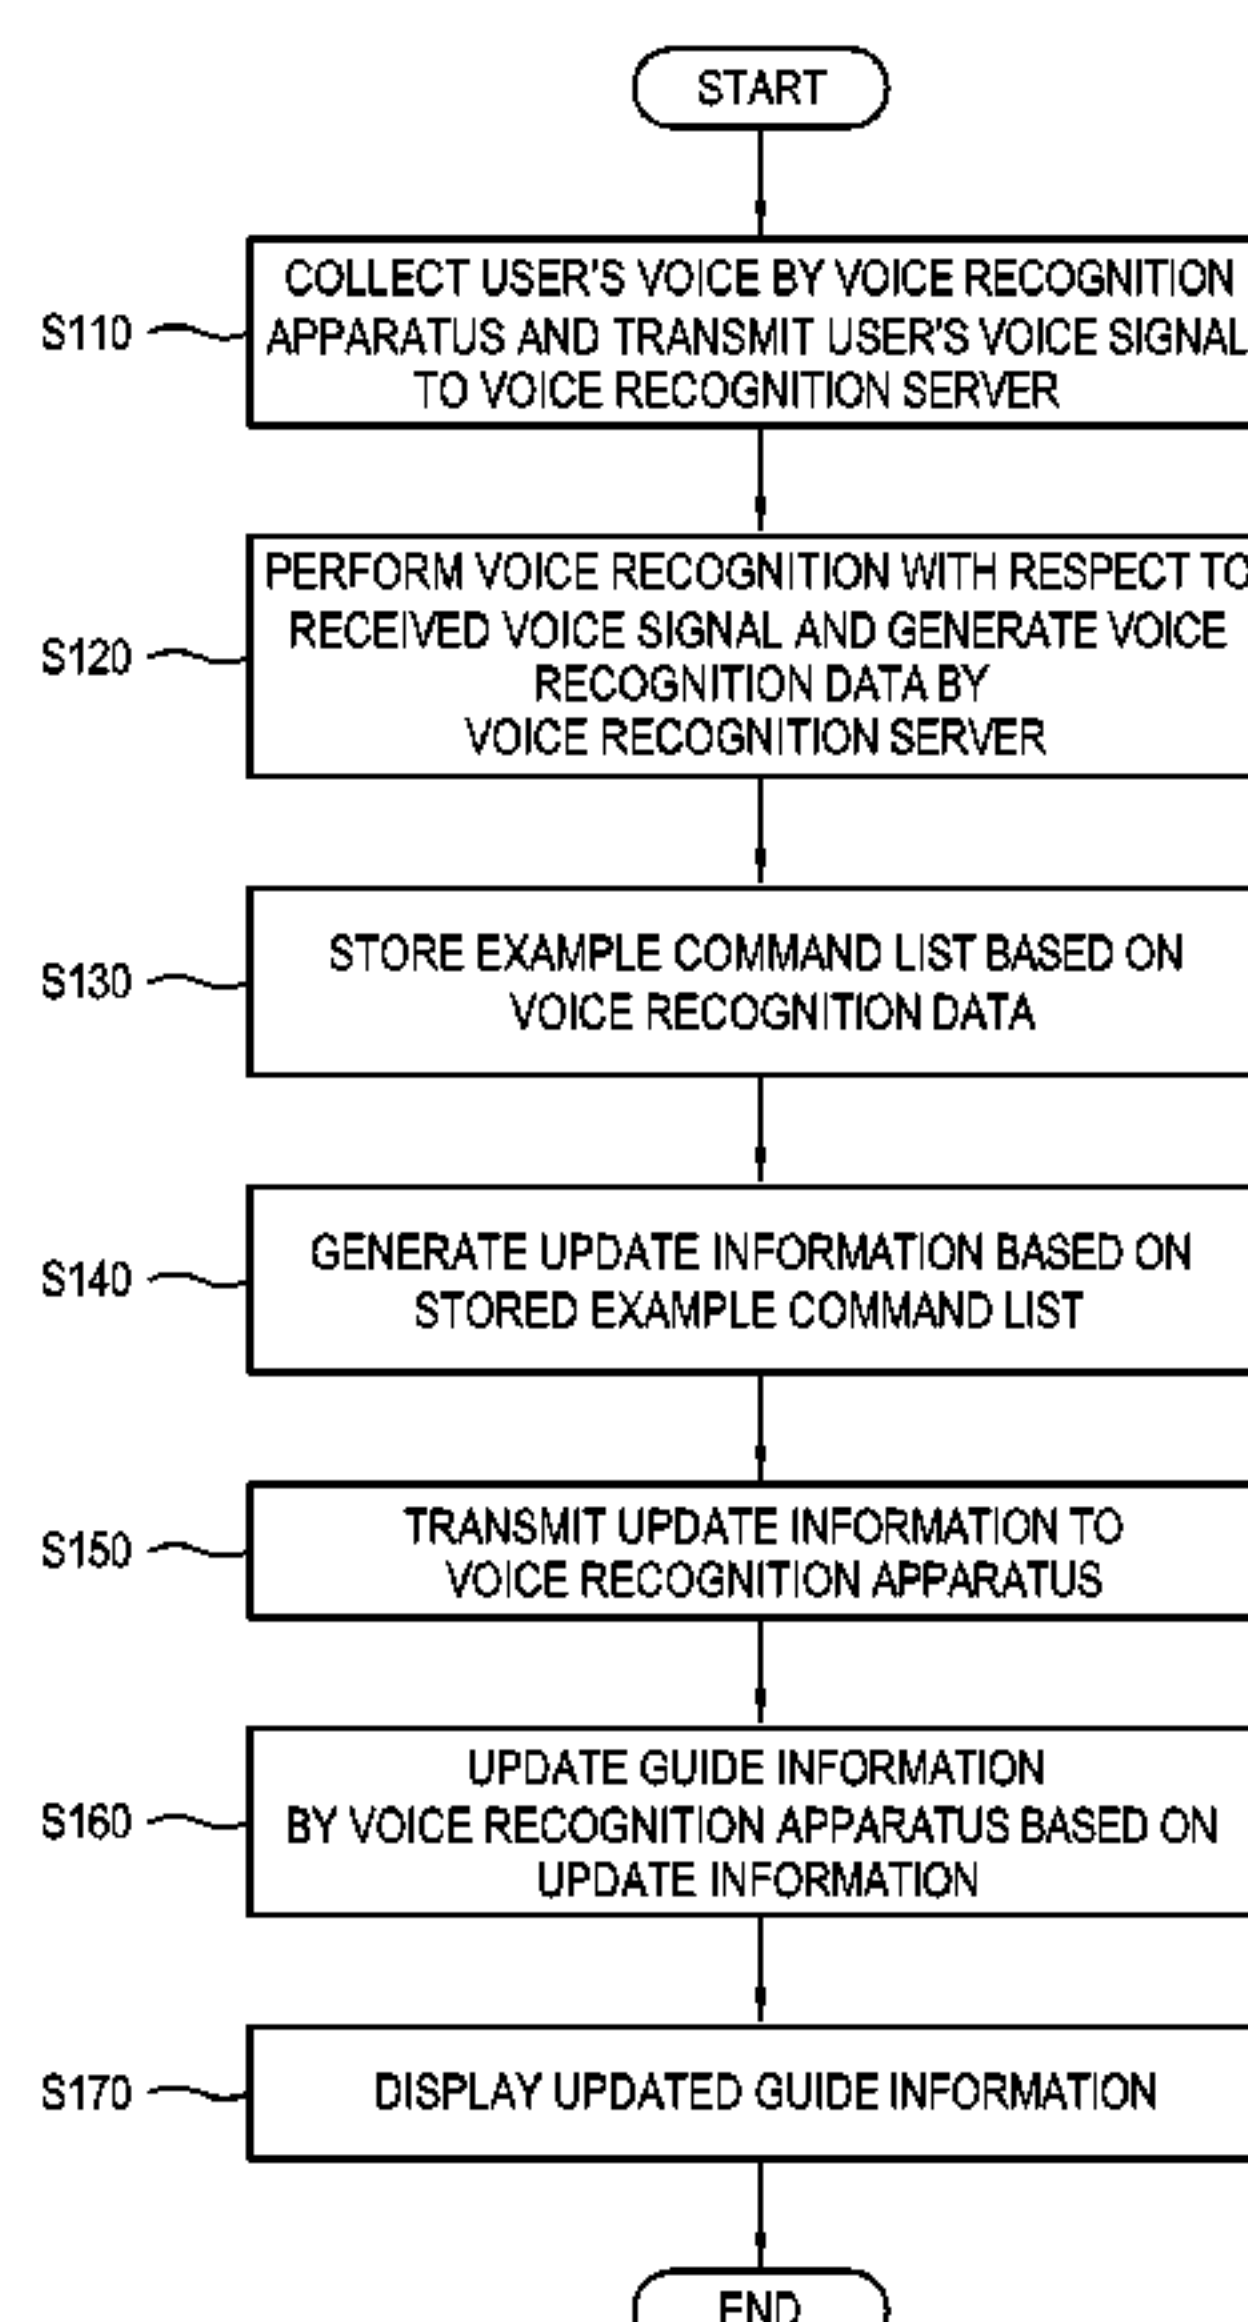 START
S110
COLLECT USER'S VOICE BY VOICE RECOGNITION
APPARATUS AND TRANSMIT USER'S VOICE SIGNAL
TO VOICE RECOGNITION SERVER
S120
PERFORM VOICE RECOGNITION WITH RESPECT TO
RECEIVED VOICE SIGNAL AND GENERATE VOICE
RECOGNITION DATA BY
VOICE RECOGNITION SERVER
S130
STORE EXAMPLE COMMAND LIST BASED ON
VOICE RECOGNITION DATA
S140
GENERATE UPDATE INFORMATION BASED ON
STORED EXAMPLE COMMAND LIST
S150
TRANSMIT UPDATE INFORMATION TO
VOICE RECOGNITION APPARATUS
S160
UPDATE GUIDE INFORMATION
BY VOICE RECOGNITION APPARATUS BASED ON
UPDATE INFORMATION
S170
DISPLAY UPDATED GUIDE INFORMATION
END